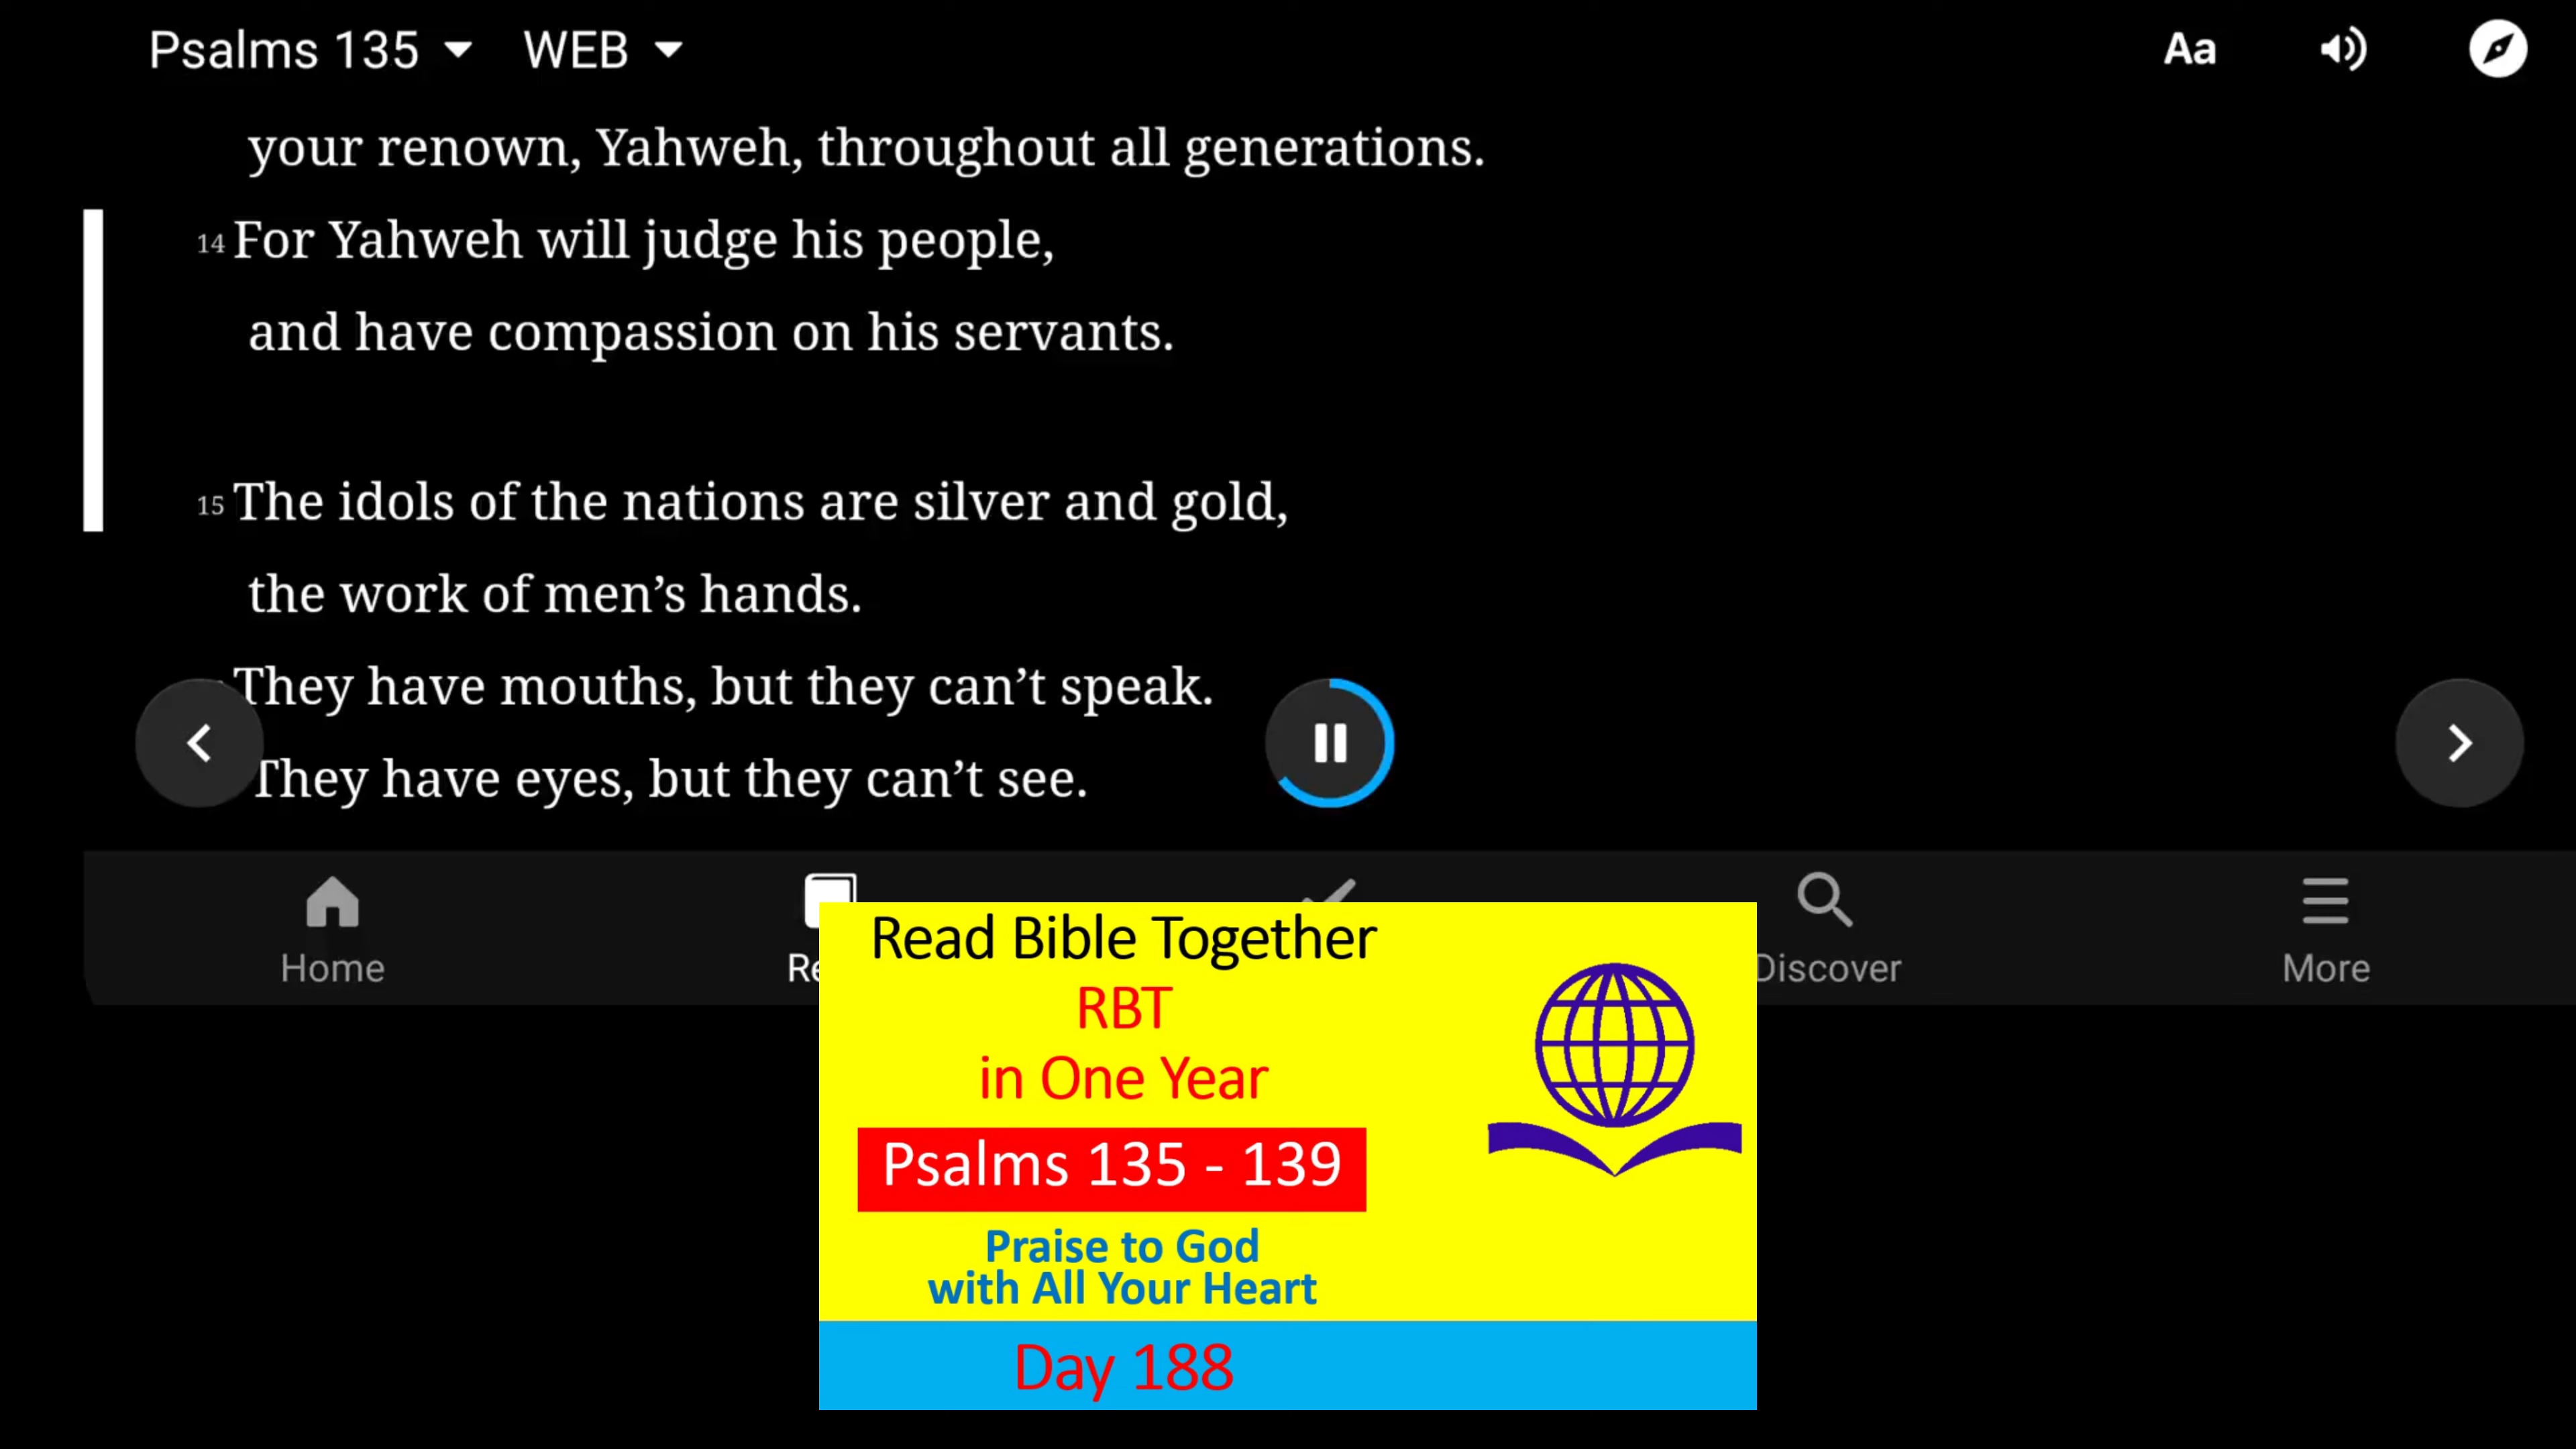 Psalms 135 WEB Aa
your renown, Yahweh, throughout all generations.
14 For Yahweh will judge his people,
and have compassion on his servants.
15 The idols of the nations are silver and gold,
the work of men’s hands.
They have mouths, but they can’t speak.
They have eyes, but they can’t see.
Home Discover More
Read Bible Together
RBT
in One Year
Psalms 135 - 139
Praise to God
with All Your Heart
Day 188